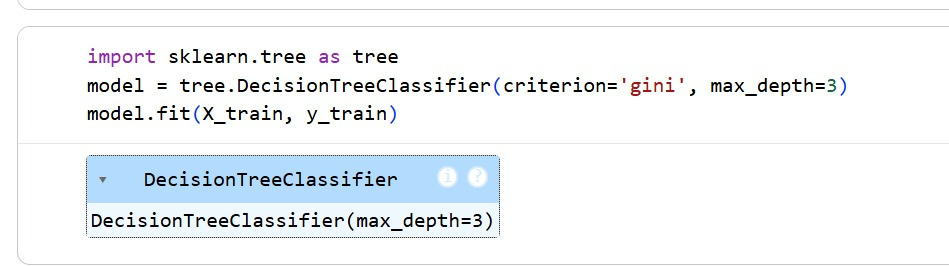 import sklearn.tree as tree
model = tree.DecisionTreeClassifier(criterion='gini', max_depth=3)
model.fit(X_train, y_train)
▾ DecisionTreeClassifier i ?
DecisionTreeClassifier(max_depth=3)